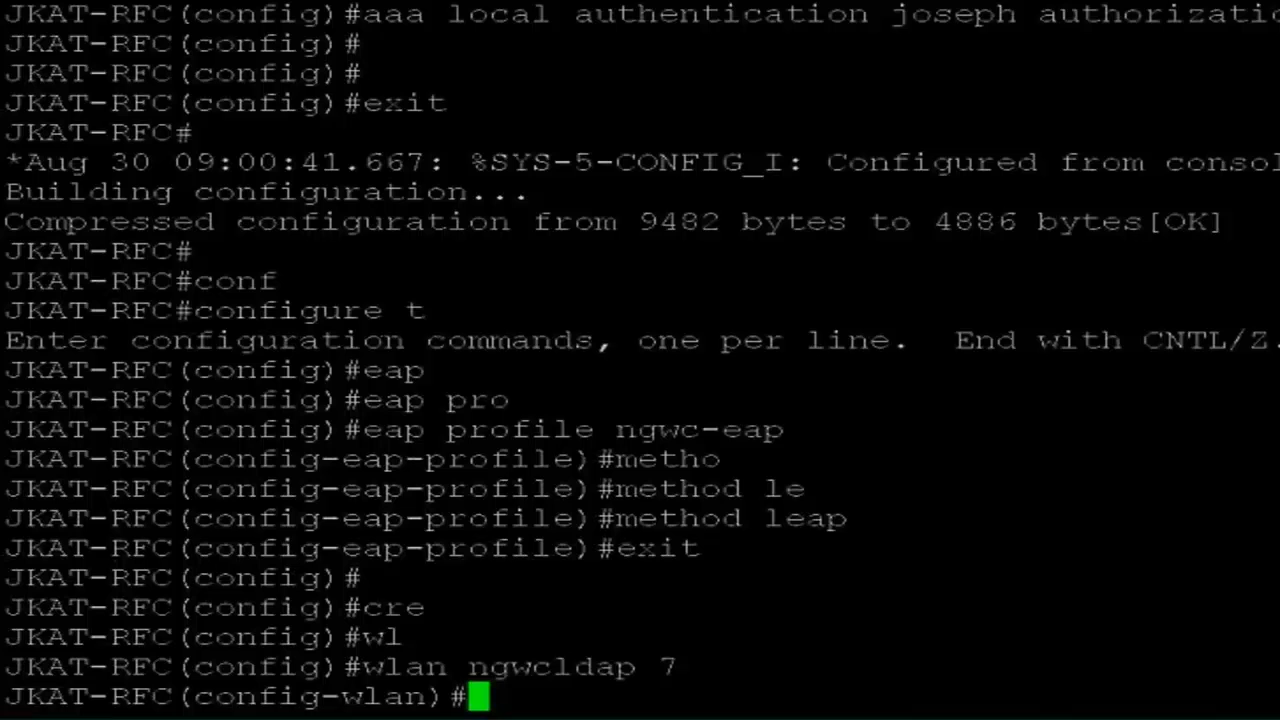 JKAT-RFC(config)#aaa local authentication joseph authorizatio
JKAT-RFC(config)#
JKAT-RFC(config)#
JKAT-RFC(config)#exit
JKAT-RFC#
*Aug 30 09:00:41.667: %SYS-5-CONFIG_I: Configured from consol
Building configuration...
Compressed configuration from 9482 bytes to 4886 bytes[OK]
JKAT-RFC#
JKAT-RFC#conf
JKAT-RFC#configure t
Enter configuration commands, one per line.  End with CNTL/Z.
JKAT-RFC(config)#eap
JKAT-RFC(config)#eap pro
JKAT-RFC(config)#eap profile ngwc-eap
JKAT-RFC(config-eap-profile)#metho
JKAT-RFC(config-eap-profile)#method le
JKAT-RFC(config-eap-profile)#method leap
JKAT-RFC(config-eap-profile)#exit
JKAT-RFC(config)#
JKAT-RFC(config)#cre
JKAT-RFC(config)#wl
JKAT-RFC(config)#wlan ngwcldap 7
JKAT-RFC(config-wlan)#